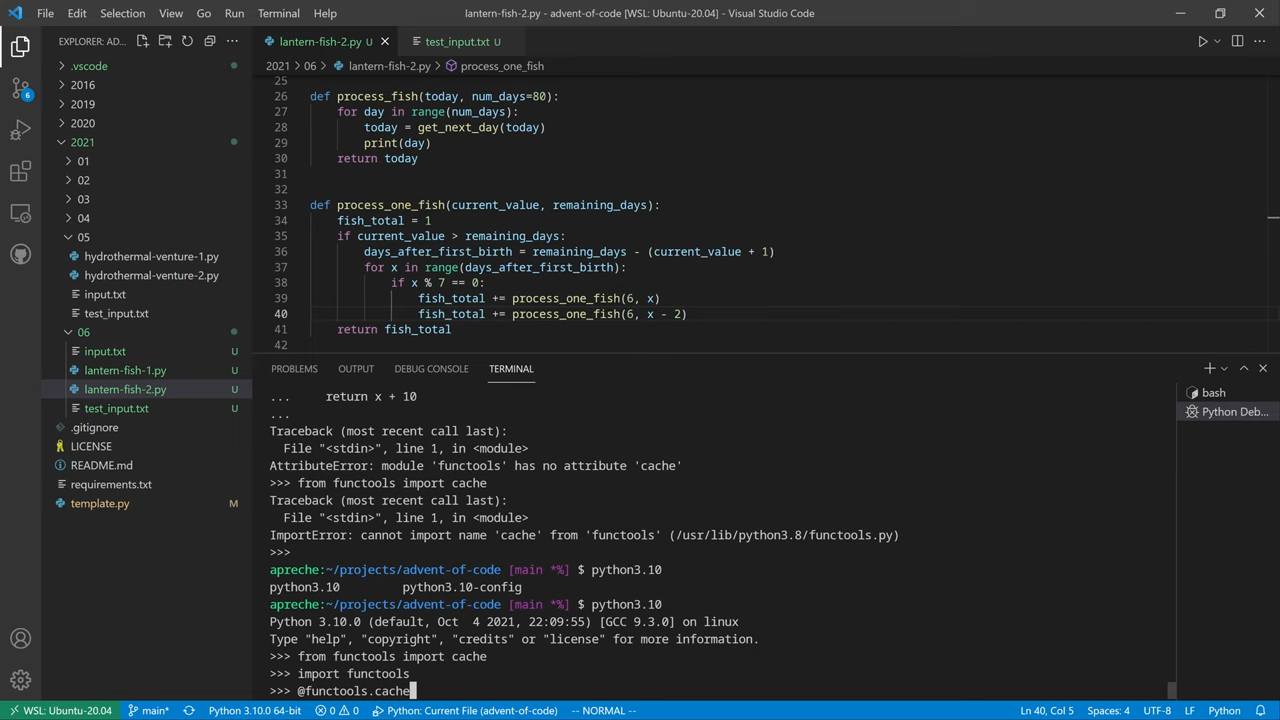 File Edit Selection View Go Run Terminal Help lantern-fish-2.py - advent-of-code [WSL: Ubuntu-20.04] - Visual Studio Code
EXPLORER: AD...
.vscode
2016
2019
2020
2021
01
02
03
04
05
hydrothermal-venture-1.py
hydrothermal-venture-2.py
input.txt
test_input.txt
06
input.txt U
lantern-fish-1.py U
lantern-fish-2.py U
test_input.txt U
.gitignore
LICENSE
README.md
requirements.txt
template.py M
6
lantern-fish-2.py U test_input.txt U
2021 > 06 > lantern-fish-2.py > process_one_fish
25
26 def process_fish(today, num_days=80):
27 for day in range(num_days):
28 today = get_next_day(today)
29 print(day)
30 return today
31
32
33 def process_one_fish(current_value, remaining_days):
34 fish_total = 1
35 if current_value > remaining_days:
36 days_after_first_birth = remaining_days - (current_value + 1)
37 for x in range(days_after_first_birth):
38 if x % 7 == 0:
39 fish_total += process_one_fish(6, x)
40 fish_total += process_one_fish(6, x - 2)
41 return fish_total
42
PROBLEMS OUTPUT DEBUG CONSOLE TERMINAL
bash
Python Deb...
... return x + 10
...
Traceback (most recent call last):
File "<stdin>", line 1, in <module>
AttributeError: module 'functools' has no attribute 'cache'
>>> from functools import cache
Traceback (most recent call last):
File "<stdin>", line 1, in <module>
ImportError: cannot import name 'cache' from 'functools' (/usr/lib/python3.8/functools.py)
>>>
apreche:~/projects/advent-of-code [main *%] $ python3.10
python3.10 python3.10-config
apreche:~/projects/advent-of-code [main *%] $ python3.10
Python 3.10.0 (default, Oct 4 2021, 22:09:55) [GCC 9.3.0] on linux
Type "help", "copyright", "credits" or "license" for more information.
>>> from functools import cache
>>> import functools
>>> @functools.cache
WSL: Ubuntu-20.04 main* Python 3.10.0 64-bit 0 0 Python: Current File (advent-of-code) -- NORMAL -- Ln 40, Col 5 Spaces: 4 UTF-8 LF Python